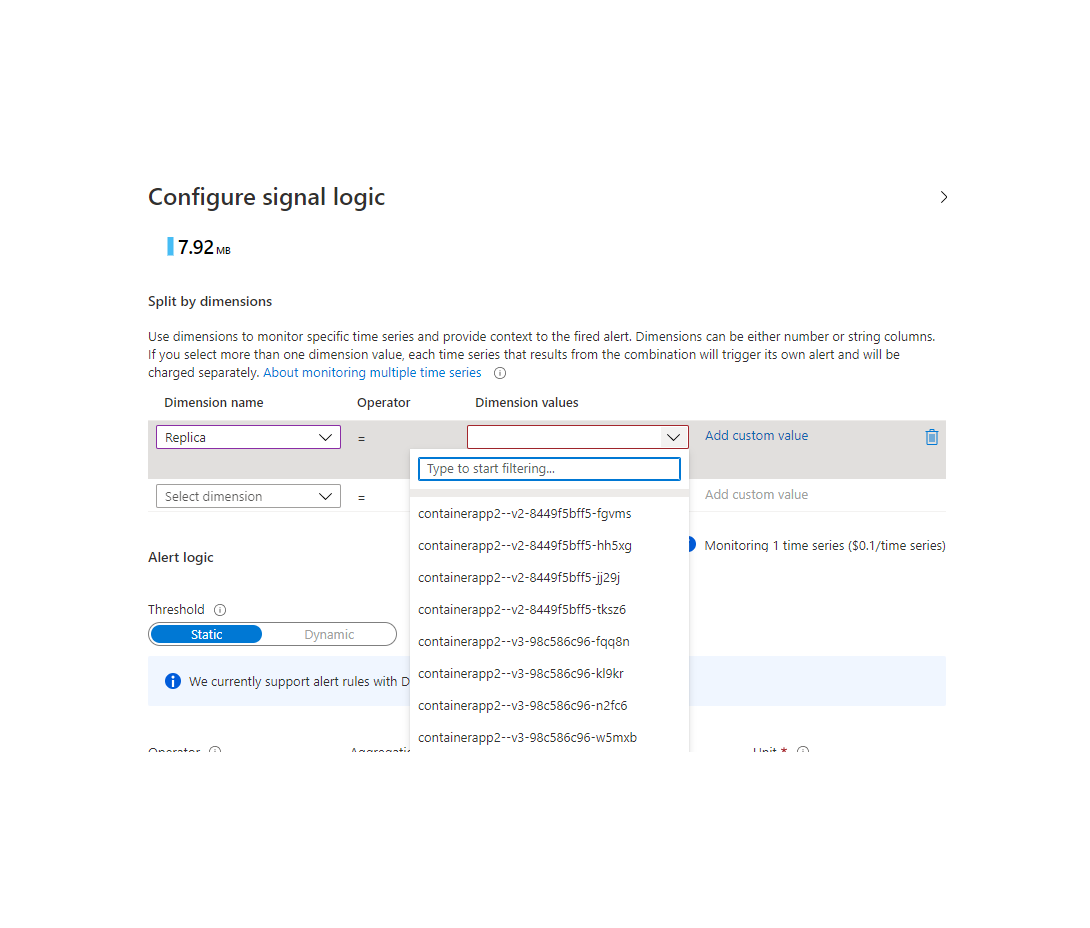 Configure signal logic
7.92 MB
Split by dimensions
Use dimensions to monitor specific time series and provide context to the fired alert. Dimensions can be either number or string columns.
If you select more than one dimension value, each time series that results from the combination will trigger its own alert and will be
charged separately. About monitoring multiple time series
Dimension name Operator Dimension values
Replica = Add custom value
Type to start filtering...
Select dimension = Add custom value
containerapp2--v2-8449f5bff5-fgvms
containerapp2--v2-8449f5bff5-hh5xg
Monitoring 1 time series ($0.1/time series)
Alert logic
containerapp2--v2-8449f5bff5-jj29j
Threshold
containerapp2--v2-8449f5bff5-tksz6
Static Dynamic
containerapp2--v3-98c586c96-fqq8n
containerapp2--v3-98c586c96-kl9kr
We currently support alert rules with D
containerapp2--v3-98c586c96-n2fc6
containerapp2--v3-98c586c96-w5mxb
Operator Aggregatic Unit *